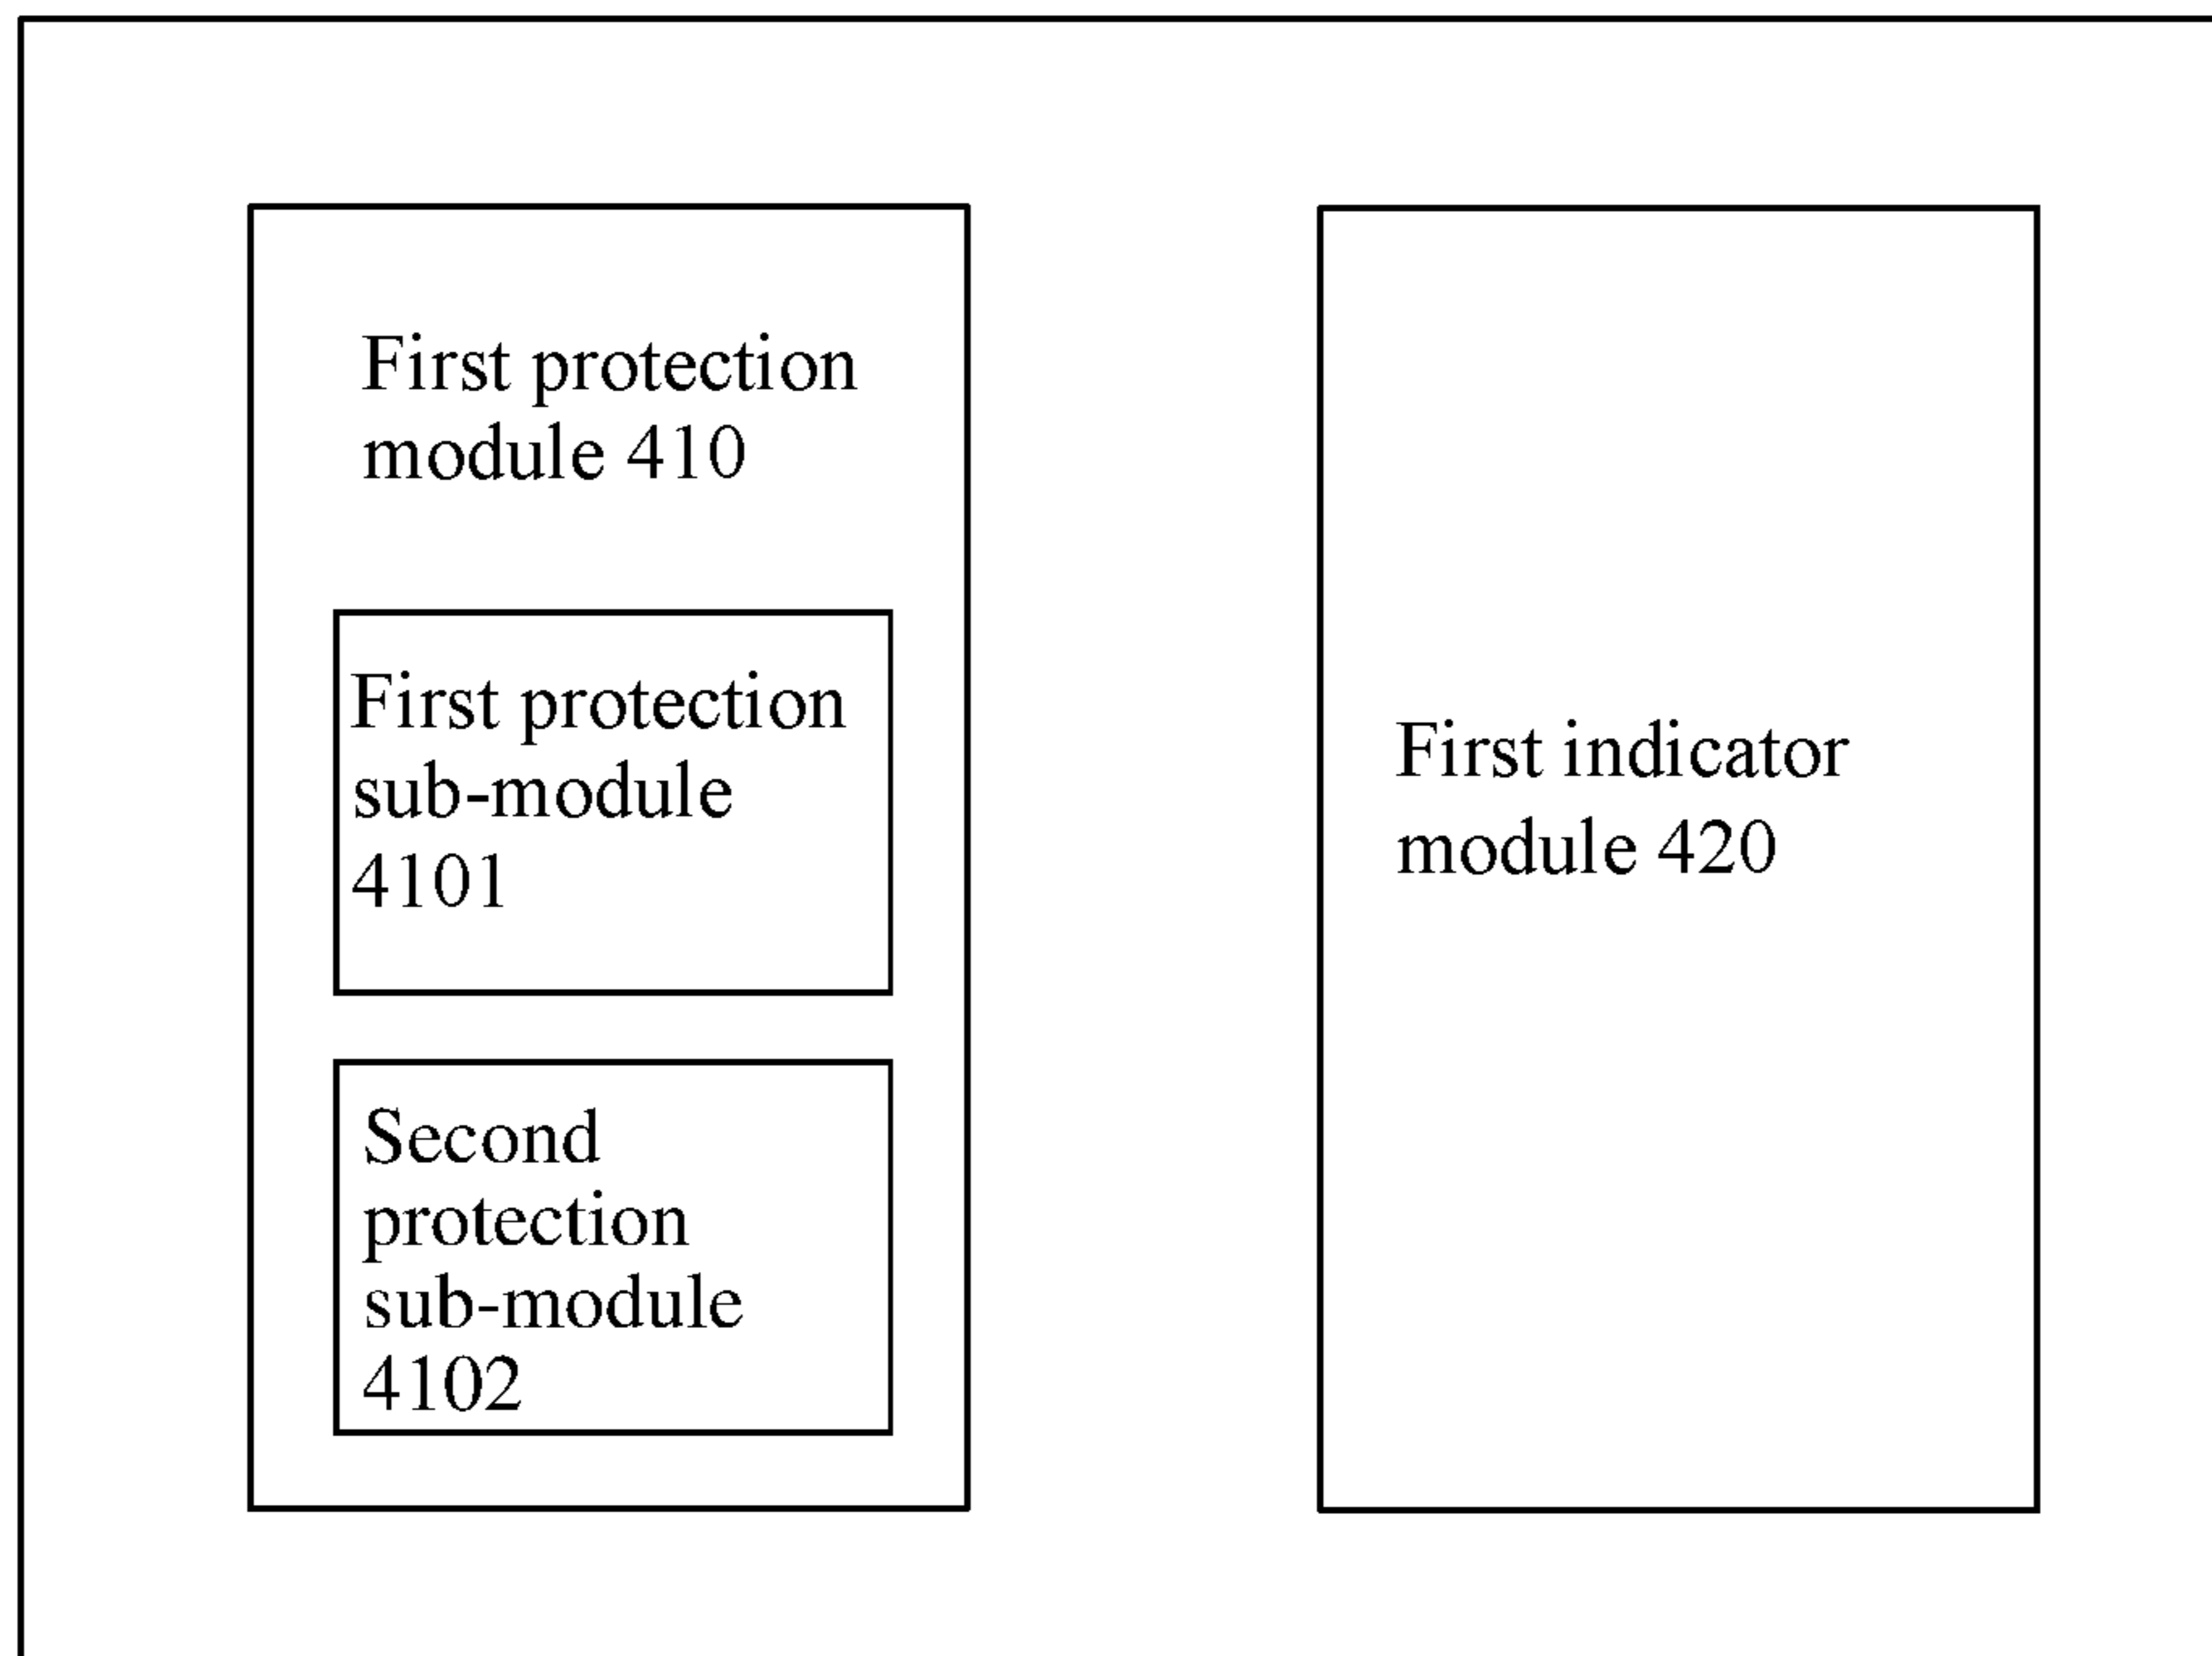 First protection
module 410
First protection
sub-module
4101
Second
protection
sub-module
4102
First indicator
module 420